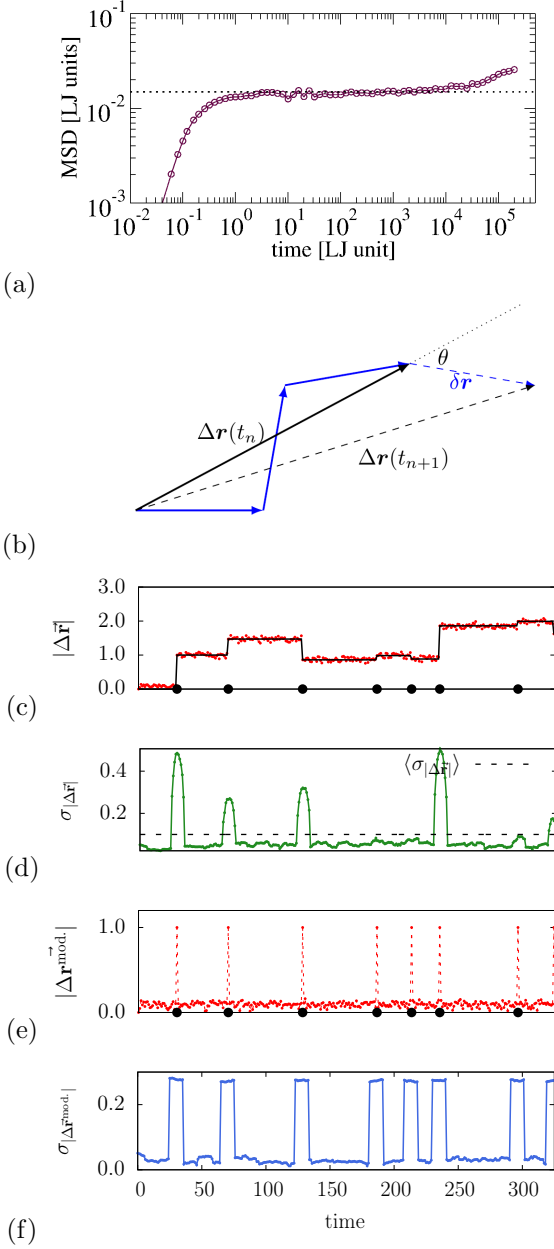 10^-1
10^-2
10^-3
MSD [LJ units]
10^-2 10^-1 10^0 10^1 10^2 10^3 10^4 10^5
time [LJ unit]
(a)
θ
δr
Δr(t_n)
Δr(t_{n+1})
(b)
3.0
2.0
1.0
0.0
|Δr⃗|
(c)
0.4
0.2
σ_{|Δr⃗|}
⟨σ_{|Δr⃗|}⟩
(d)
1.0
0.0
|Δr⃗^{mod.}|
(e)
0.2
0.0
σ_{|Δr⃗^{mod.}|}
0 50 100 150 200 250 300
time
(f)